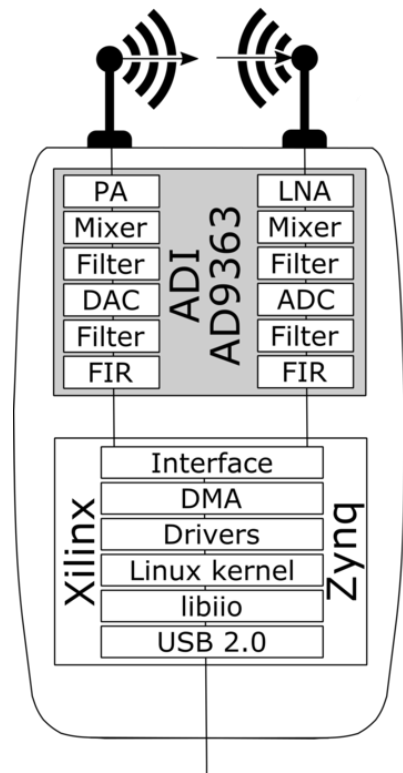 PA
Mixer
Filter
DAC
Filter
FIR
ADI
AD9363
LNA
Mixer
Filter
ADC
Filter
FIR
Xilinx
Interface
DMA
Drivers
Linux kernel
libiio
USB 2.0
Zynq